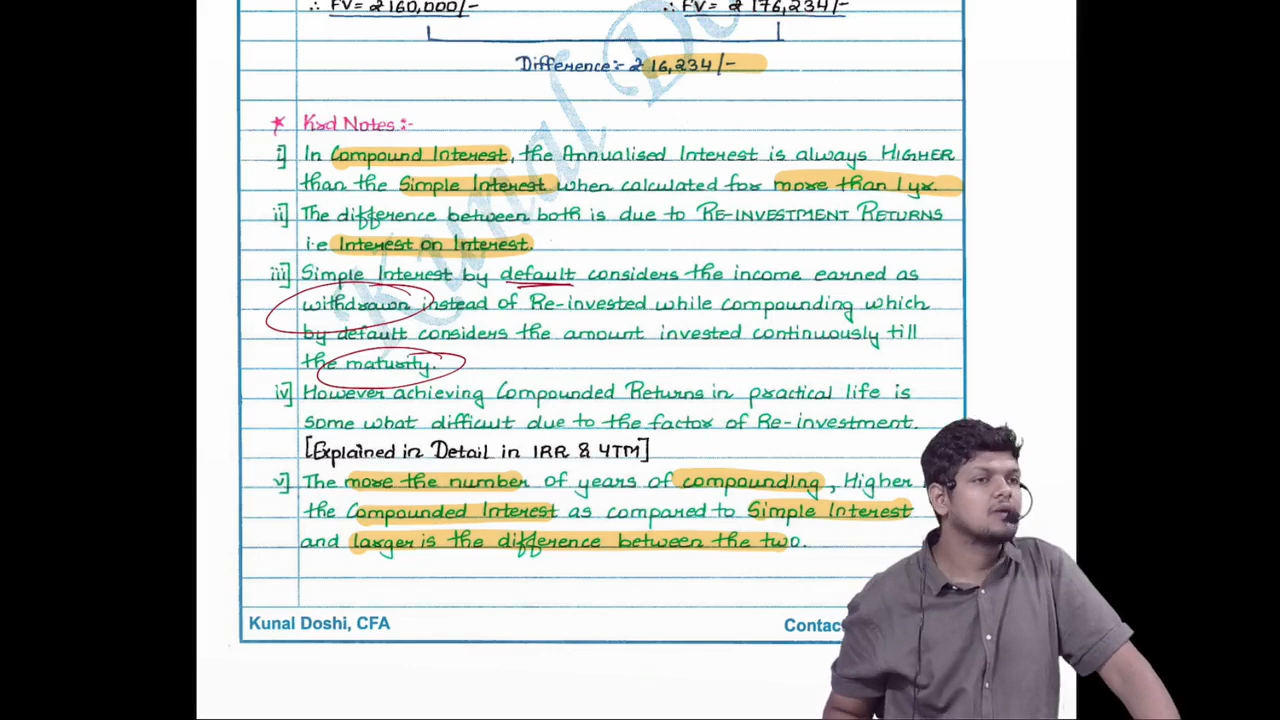 ∴ FV= ₹160,000/-
∴ FV= ₹176,234/-
Difference:- ₹16,234/-
* Krd Notes:-
i] In Compound Interest, the Annualised Interest is always HIGHER
than the Simple Interest when calculated for more than 1 yr.
ii] The difference between both is due to RE-INVESTMENT RETURNS
i.e Interest on Interest.
iii] Simple Interest by default considers the income earned as
withdrawn instead of Re-invested while compounding which
by default considers the amount invested continuously till
the maturity.
iv] However achieving Compounded Returns in practical life is
some what difficult due to the factor of Re-investment.
[Explained in Detail in IRR & YTM]
v] The more the number of years of compounding, Higher
the Compounded Interest as compared to Simple Interest
and larger is the difference between the two.
Kunal Doshi, CFA
Contac